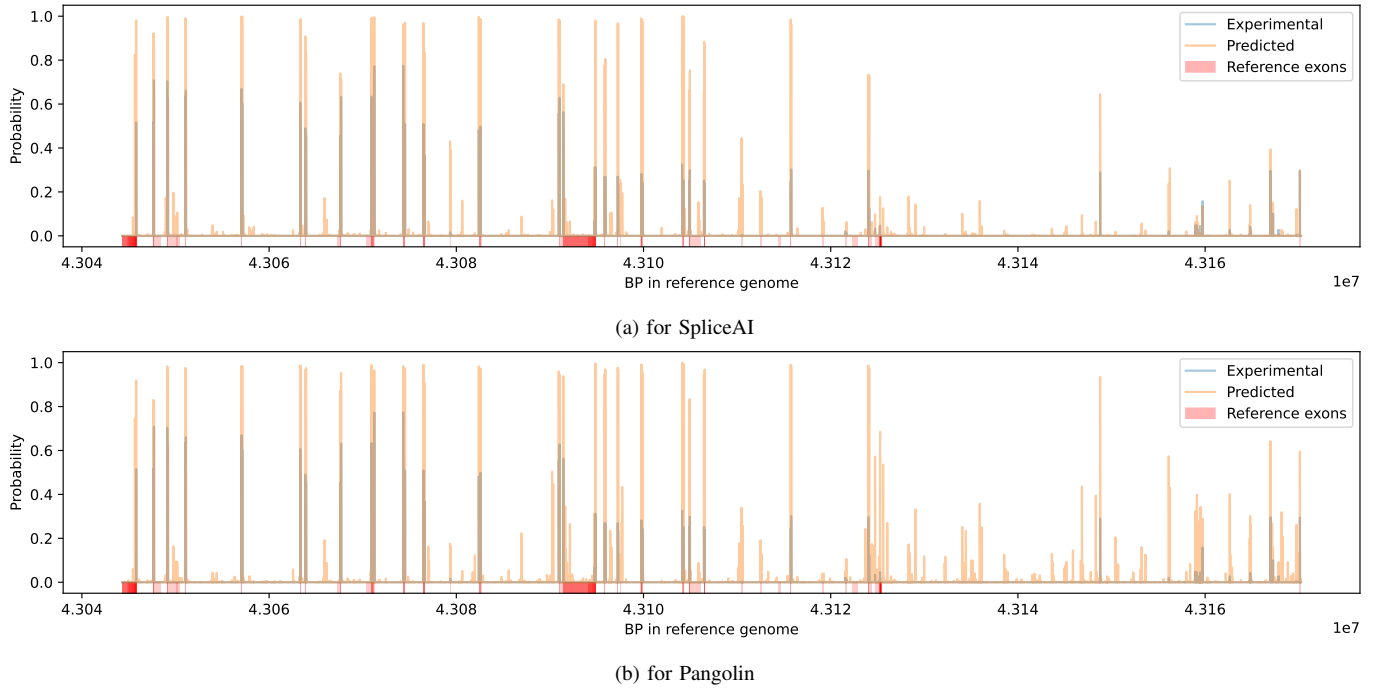 1.0
0.8
0.6
0.4
0.2
0.0
Probability
Experimental
Predicted
Reference exons
4.304 4.306 4.308 4.310 4.312 4.314 4.316
BP in reference genome
1e7
(a) for SpliceAI
1.0
0.8
0.6
0.4
0.2
0.0
Probability
Experimental
Predicted
Reference exons
4.304 4.306 4.308 4.310 4.312 4.314 4.316
BP in reference genome
1e7
(b) for Pangolin